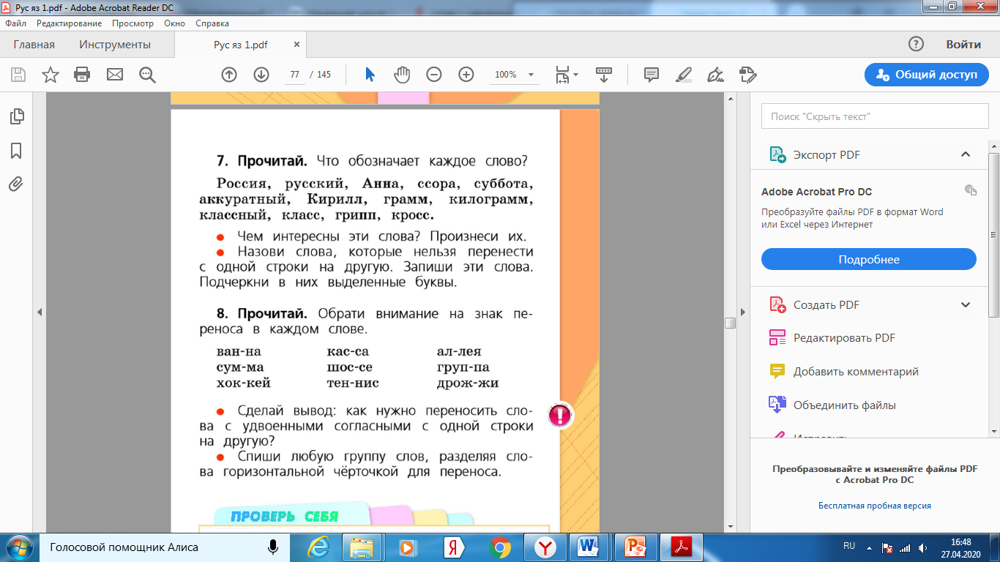 Рус яз 1.pdf - Adobe Acrobat Reader DC
Файл Редактирование Просмотр Окно Справка
Главная Инструменты Рус яз 1.pdf × Войти
77 / 145 100% Общий доступ
Поиск "Скрыть текст"
Экспорт PDF
Adobe Acrobat Pro DC
Преобразуйте файлы PDF в формат Word
или Excel через Интернет
Подробнее
Создать PDF
Редактировать PDF
Добавить комментарий
Объединить файлы
Преобразовывайте и изменяйте файлы PDF
с Acrobat Pro DC
Бесплатная пробная версия
7. Прочитай. Что обозначает каждое слово?
Россия, русский, Анна, ссора, суббота,
аккуратный, Кирилл, грамм, килограмм,
классный, класс, грипп, кросс.
● Чем интересны эти слова? Произнеси их.
● Назови слова, которые нельзя перенести
с одной строки на другую. Запиши эти слова.
Подчеркни в них выделенные буквы.
8. Прочитай. Обрати внимание на знак пе-
реноса в каждом слове.
ван-на кас-са ал-лея
сум-ма шос-се груп-па
хок-кей тен-нис дрож-жи
● Сделай вывод: как нужно переносить сло-
ва с удвоенными согласными с одной строки
на другую?
● Спиши любую группу слов, разделяя сло-
ва горизонтальной чёрточкой для переноса.
ПРОВЕРЬ СЕБЯ
Голосовой помощник Алиса
RU 16:48
27.04.2020